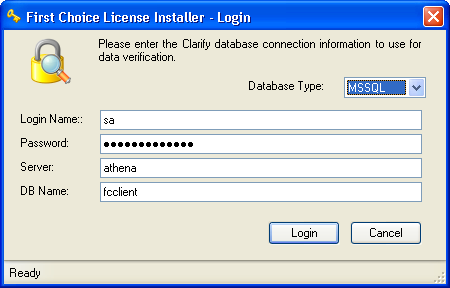 First Choice License Installer - Login
Please enter the Clarify database connection information to use for
data verification.
Database Type: MSSQL
Login Name:: sa
Password: ●●●●●●●●●●●●●
Server: athena
DB Name: fcclient
Login Cancel
Ready